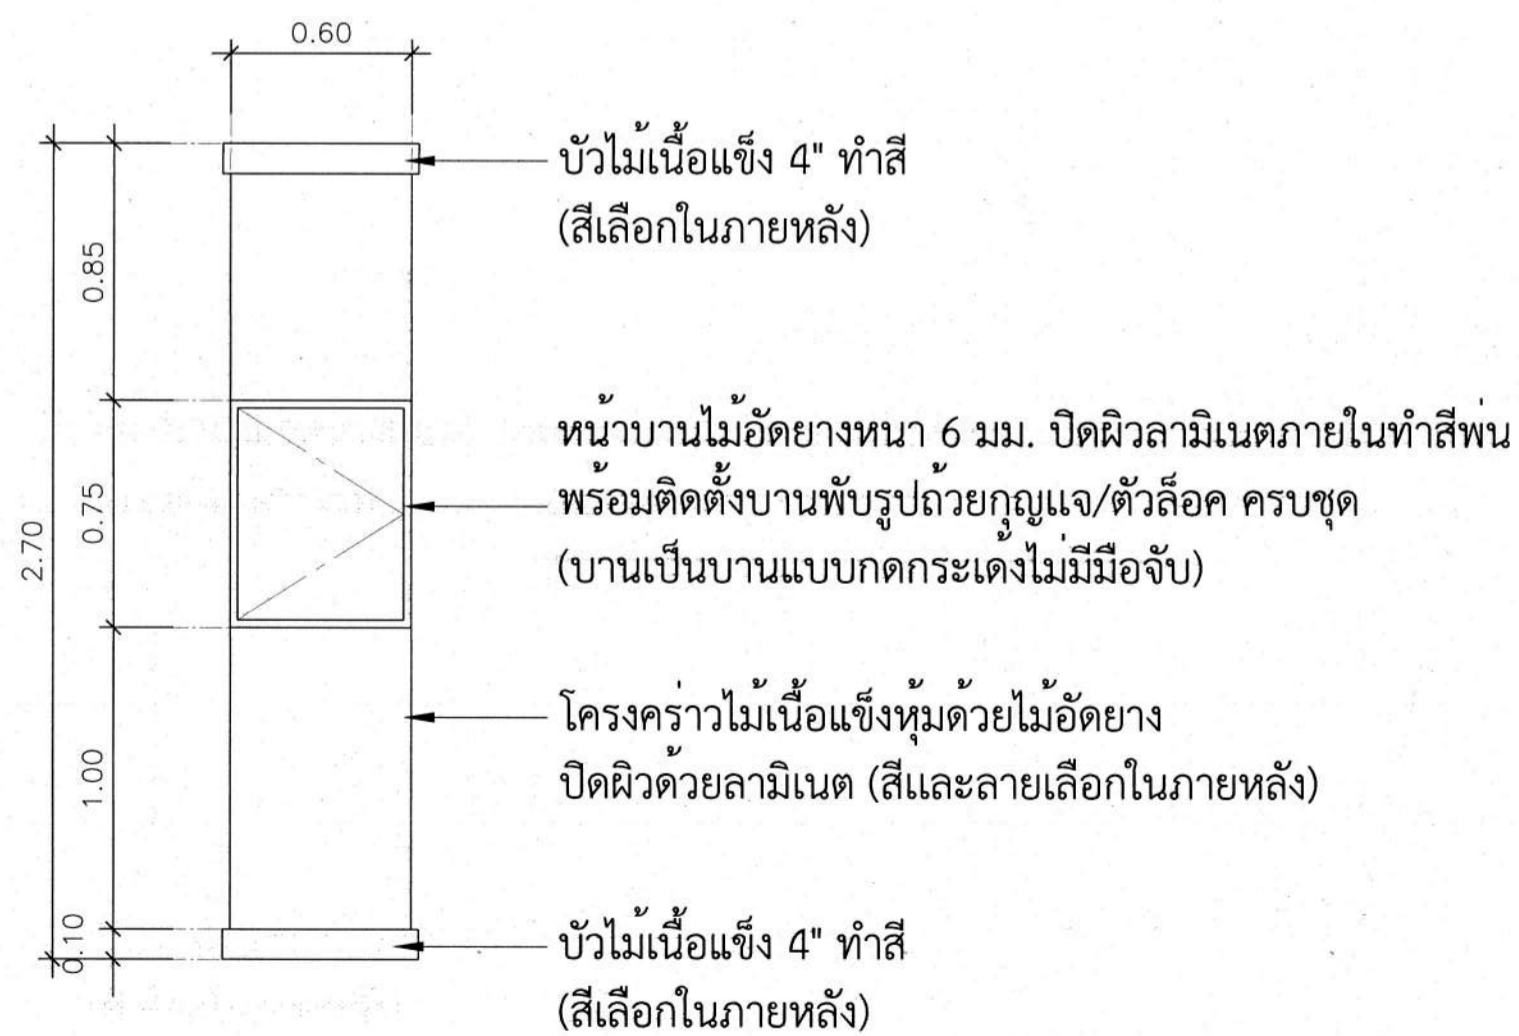 0.60
บัวไม้เนื้อแข็ง 4" ทำสี
(สีเลือกในภายหลัง)
0.85
หน้าบานไม้อัดยางหนา 6 มม. ปิดผิวลามิเนตภายในทำสีพ่น
พร้อมติดตั้งบานพับรูปถ้วยกุญแจ/ตัวล็อค ครบชุด
(บานเป็นบานแบบกดกระเด้งไม่มีมือจับ)
0.75
2.70
โครงคร่าวไม้เนื้อแข็งหุ้มด้วยไม้อัดยาง
ปิดผิวด้วยลามิเนต (สีและลายเลือกในภายหลัง)
1.00
บัวไม้เนื้อแข็ง 4" ทำสี
(สีเลือกในภายหลัง)
0.10